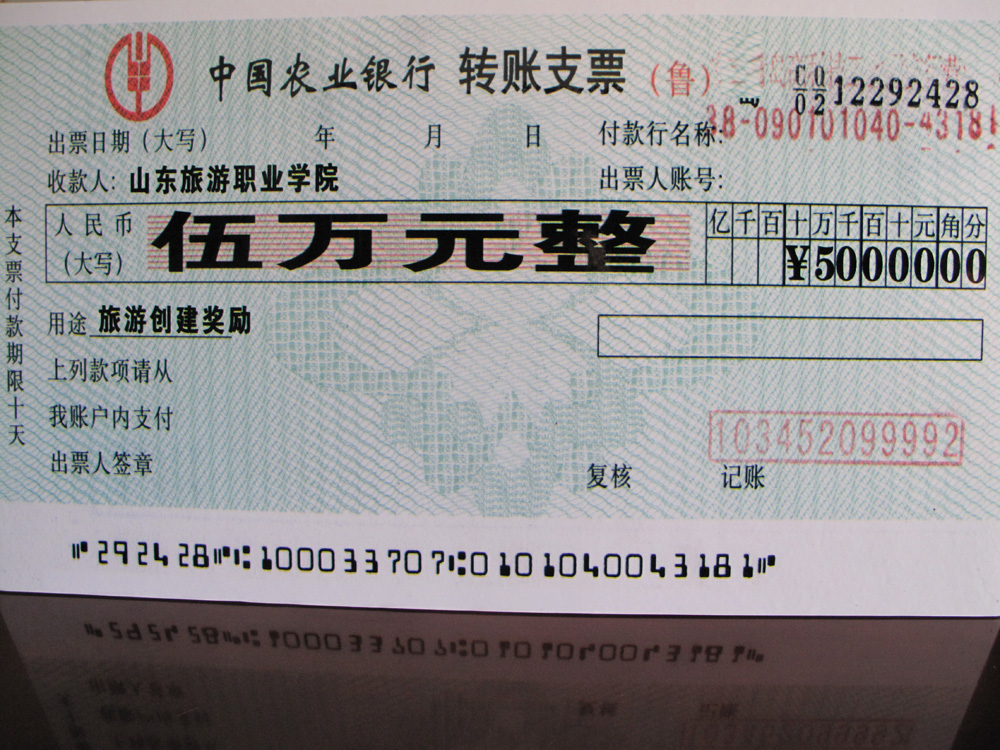 中国农业银行 转账支票（鲁） CQ/02 12292428
38-090101040-43181
出票日期（大写） 年 月 日 付款行名称:
收款人: 山东旅游职业学院 出票人账号:
人民币（大写） 伍万元整 亿千百十万千百十元角分
¥5000000
用途 旅游创建奖励
上列款项请从
我账户内支付
出票人签章
103452099992
复核 记账
本支票付款期限十天
⑈292428⑈⑆100033707⑆0101040043181⑈